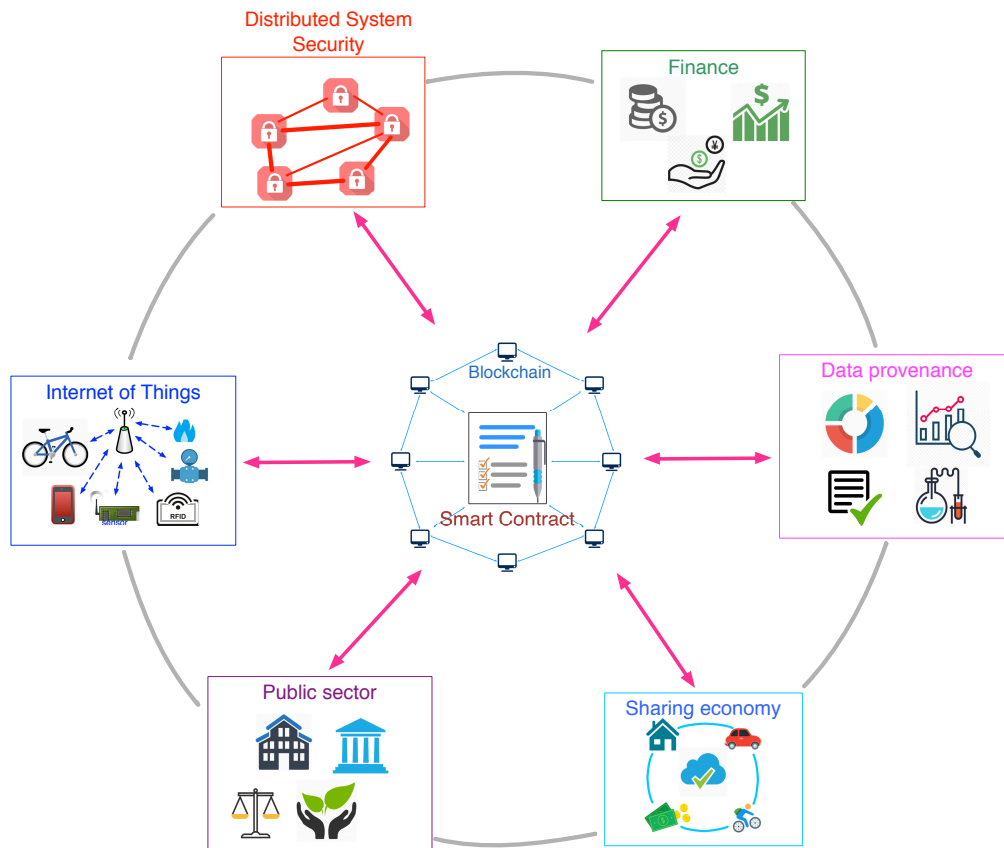 Distributed System
Security
Finance
$
$
¥
$
Blockchain
Smart Contract
Internet of Things
sensor
RFID
Data provenance
Public sector
Sharing economy
$